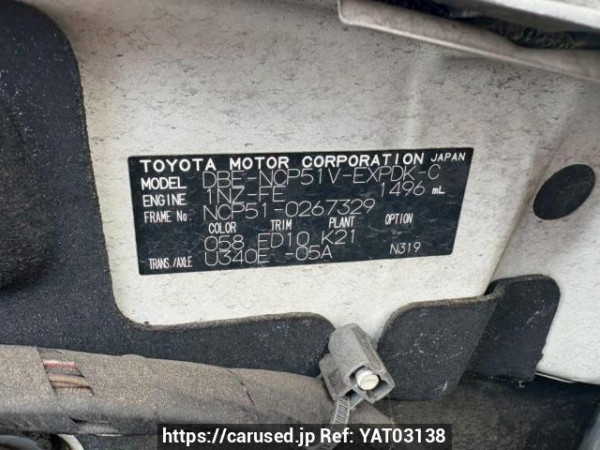 TOYOTA MOTOR CORPORATION JAPAN
MODEL DBE-NCP51V-EXPDK-C
ENGINE 1NZ-FE 1496 mL
FRAME No. NCP51-0267329
COLOR TRIM PLANT OPTION
058 ED10 K21
TRANS./AXLE U340E -05A N319
https://carused.jp Ref: YAT03138